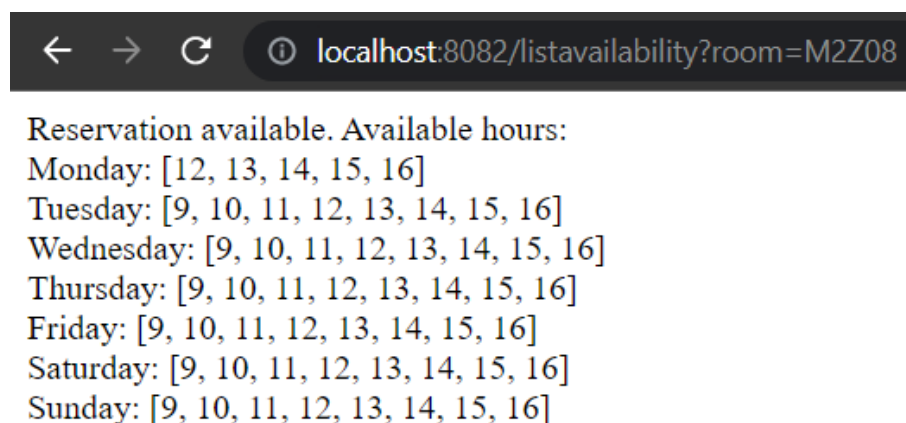 localhost:8082/listavailability?room=M2Z08
Reservation available. Available hours:
Monday: [12, 13, 14, 15, 16]
Tuesday: [9, 10, 11, 12, 13, 14, 15, 16]
Wednesday: [9, 10, 11, 12, 13, 14, 15, 16]
Thursday: [9, 10, 11, 12, 13, 14, 15, 16]
Friday: [9, 10, 11, 12, 13, 14, 15, 16]
Saturday: [9, 10, 11, 12, 13, 14, 15, 16]
Sunday: [9, 10, 11, 12, 13, 14, 15, 16]